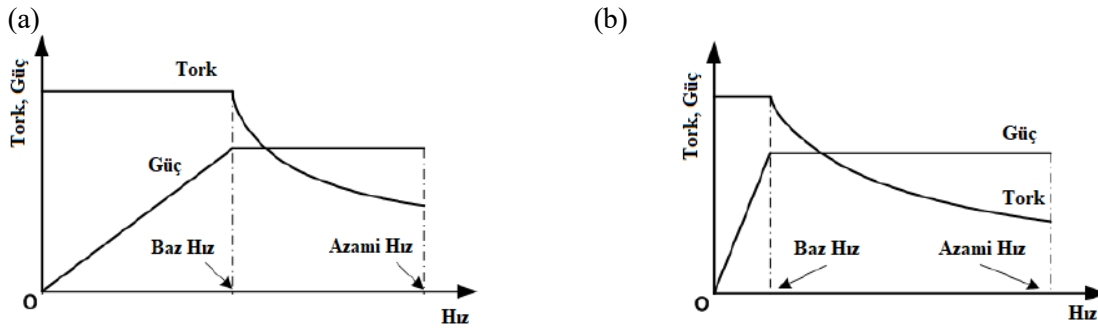 (a)
Tork, Güç
Tork
Güç
Baz Hız
Azami Hız
O
Hız
(b)
Tork, Güç
Güç
Tork
Baz Hız
Azami Hız
O
Hız